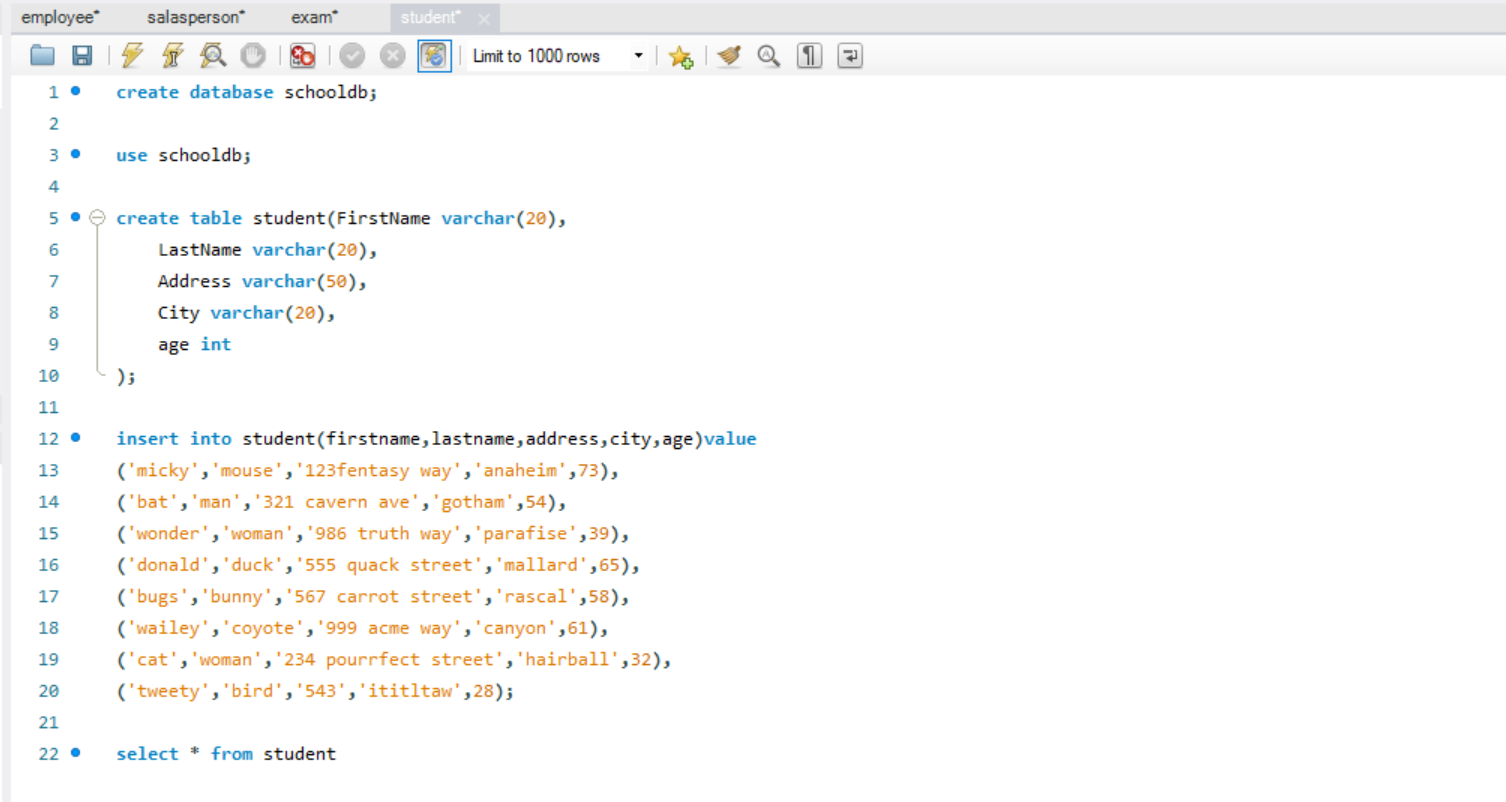 employee* salasperson* exam* student*
Limit to 1000 rows
1 create database schooldb;
2
3 use schooldb;
4
5 create table student(FirstName varchar(20),
6 LastName varchar(20),
7 Address varchar(50),
8 City varchar(20),
9 age int
10 );
11
12 insert into student(firstname,lastname,address,city,age)value
13 ('micky','mouse','123fentasy way','anaheim',73),
14 ('bat','man','321 cavern ave','gotham',54),
15 ('wonder','woman','986 truth way','parafise',39),
16 ('donald','duck','555 quack street','mallard',65),
17 ('bugs','bunny','567 carrot street','rascal',58),
18 ('wailey','coyote','999 acme way','canyon',61),
19 ('cat','woman','234 pourrfect street','hairball',32),
20 ('tweety','bird','543','ititltaw',28);
21
22 select * from student